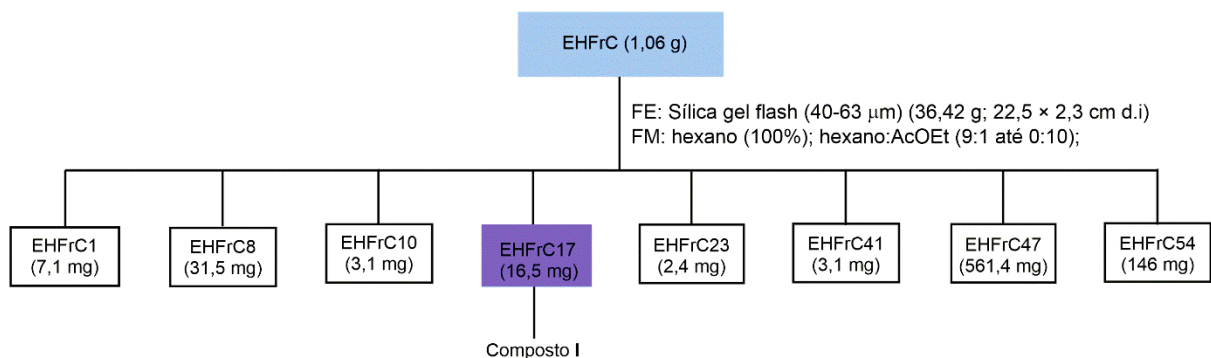 EHFrC (1,06 g)
FE: Sílica gel flash (40-63 μm) (36,42 g; 22,5 × 2,3 cm d.i)
FM: hexano (100%); hexano:AcOEt (9:1 até 0:10);
EHFrC1
(7,1 mg)
EHFrC8
(31,5 mg)
EHFrC10
(3,1 mg)
EHFrC17
(16,5 mg)
EHFrC23
(2,4 mg)
EHFrC41
(3,1 mg)
EHFrC47
(561,4 mg)
EHFrC54
(146 mg)
Composto I